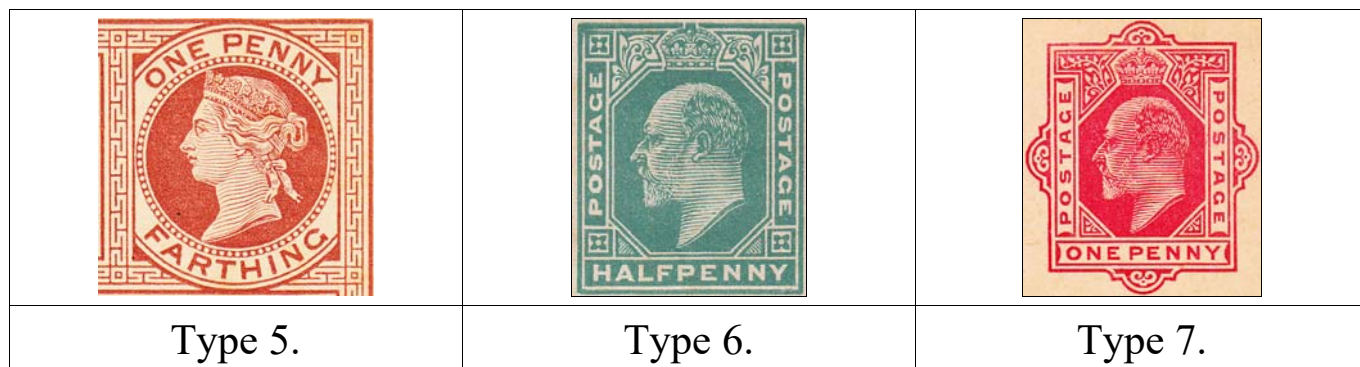 ONE PENNY
FARTHING
POSTAGE
POSTAGE
HALFPENNY
POSTAGE
POSTAGE
ONE PENNY
Type 5.
Type 6.
Type 7.